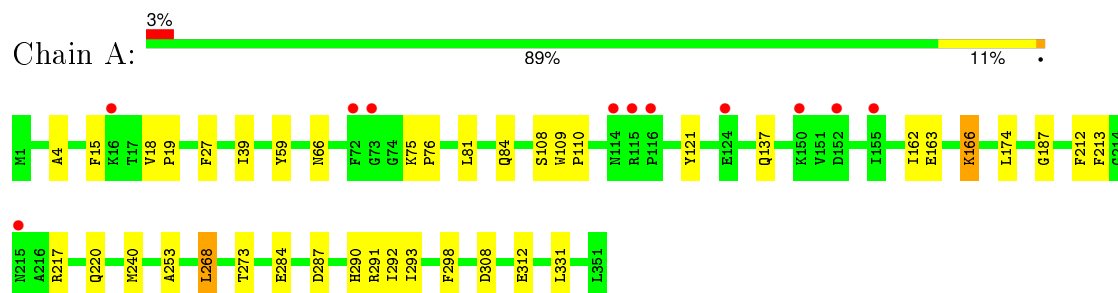 3%
Chain A:
89% 11% •
M1 A4 F15 K16 T17 V18 P19 F27 I39 Y59 N66 F72 G73 G74 K75 P76 L81 Q84 S108 W109 P110 N114 R115 P116 Y121 E124 Q137 K150 V151 D152 I155 I162 E163 K166 L174 G187 F212 F213
N215 A216 R217 Q220 M240 A253 L268 T273 E284 D287 H290 R291 I292 I293 F298 D308 E312 L331 L351